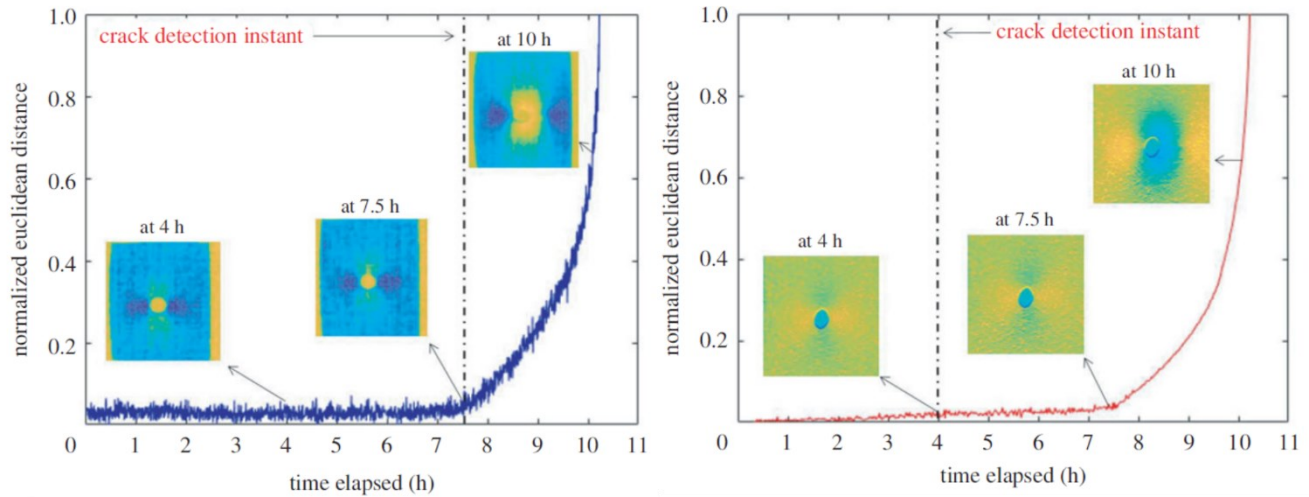 1.0
0.8
0.6
0.4
0.2
0 1 2 3 4 5 6 7 8 9 10 11
normalized euclidean distance
time elapsed (h)
crack detection instant
at 10 h
at 7.5 h
at 4 h
1.0
0.8
0.6
0.4
0.2
0 1 2 3 4 5 6 7 8 9 10 11
normalized euclidean distance
time elapsed (h)
crack detection instant
at 10 h
at 7.5 h
at 4 h